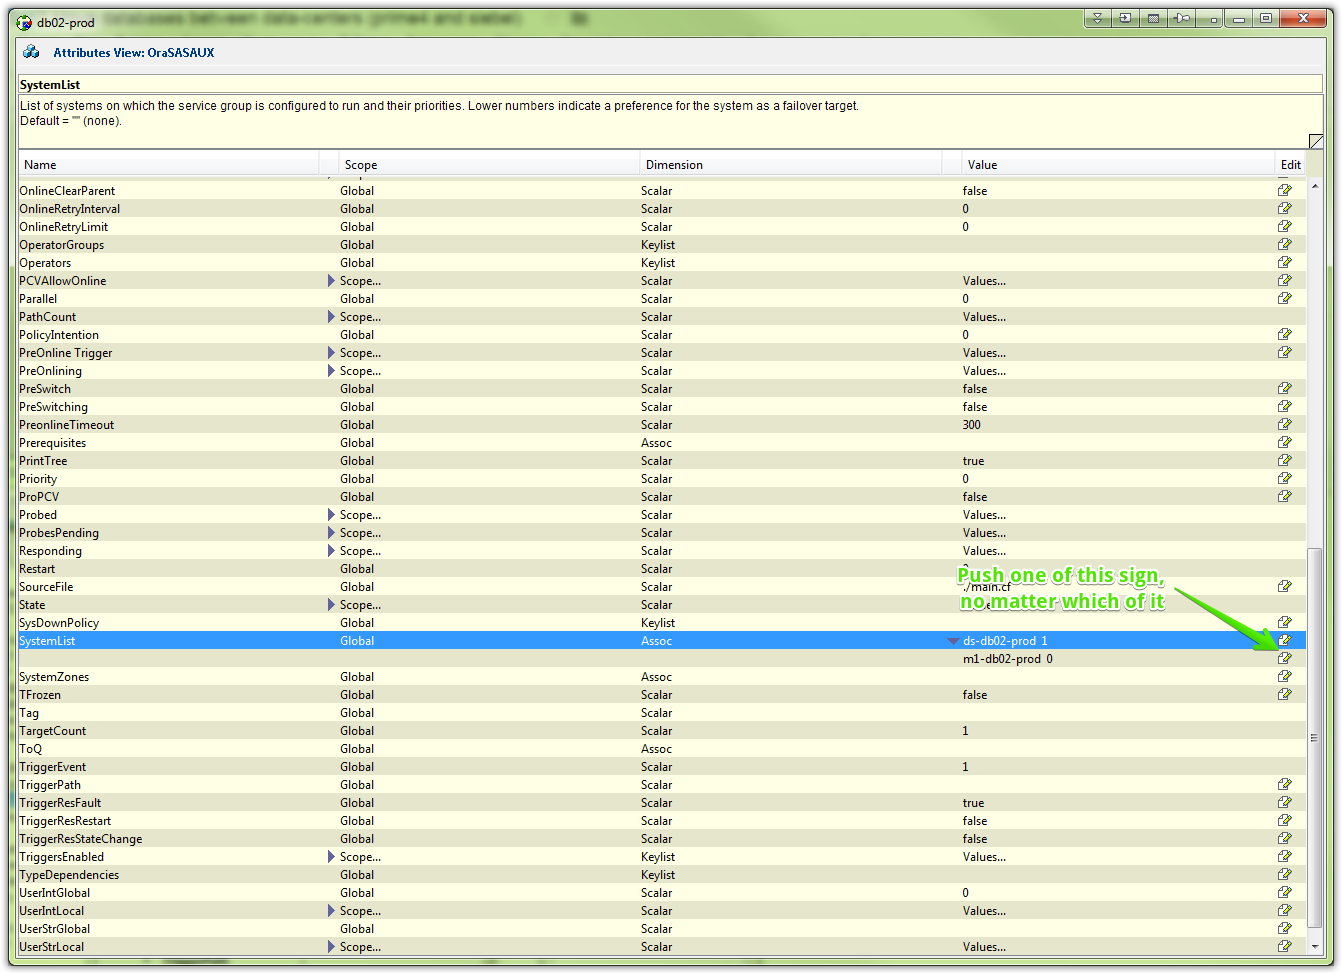 databases between data-centers (prime4 and siebel)
db02-prod
Attributes View: OraSASAUX
SystemList
List of systems on which the service group is configured to run and their priorities. Lower numbers indicate a preference for the system as a failover target.
Default = "" (none).
Name Scope Dimension Value Edit
OnlineClearParent Global Scalar false
OnlineRetryInterval Global Scalar 0
OnlineRetryLimit Global Scalar 0
OperatorGroups Global Keylist
Operators Global Keylist
PCVAllowOnline Scope... Scalar Values...
Parallel Global Scalar 0
PathCount Scope... Scalar Values...
PolicyIntention Global Scalar 0
PreOnline Trigger Scope... Scalar Values...
PreOnlining Scope... Scalar Values...
PreSwitch Global Scalar false
PreSwitching Global Scalar false
PreonlineTimeout Global Scalar 300
Prerequisites Global Assoc
PrintTree Global Scalar true
Priority Global Scalar 0
ProPCV Global Scalar false
Probed Scope... Scalar Values...
ProbesPending Scope... Scalar Values...
Responding Scope... Scalar Values...
Restart Global Scalar
Push one of this sign,
SourceFile Global Scalar ./main.cf
no matter which of it
State Scope... Scalar
SysDownPolicy Global Keylist
SystemList Global Assoc ds-db02-prod 1
m1-db02-prod 0
SystemZones Global Assoc
TFrozen Global Scalar false
Tag Global Scalar
TargetCount Global Scalar 1
ToQ Global Assoc
TriggerEvent Global Scalar 1
TriggerPath Global Scalar
TriggerResFault Global Scalar true
TriggerResRestart Global Scalar false
TriggerResStateChange Global Scalar false
TriggersEnabled Scope... Keylist Values...
TypeDependencies Global Keylist
UserIntGlobal Global Scalar 0
UserIntLocal Scope... Scalar Values...
UserStrGlobal Global Scalar
UserStrLocal Scope... Scalar Values...